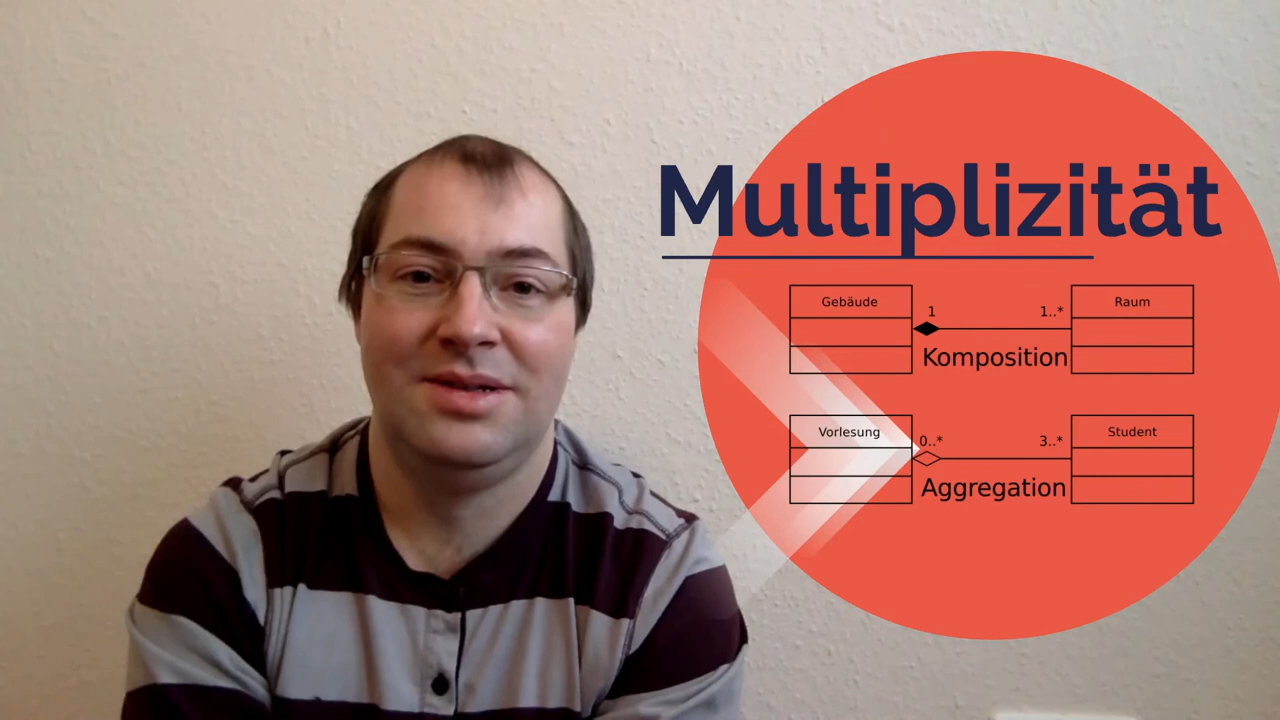 Multiplizität
Gebäude
1
1..*
Raum
Komposition
Vorlesung
0..*
3..*
Student
Aggregation